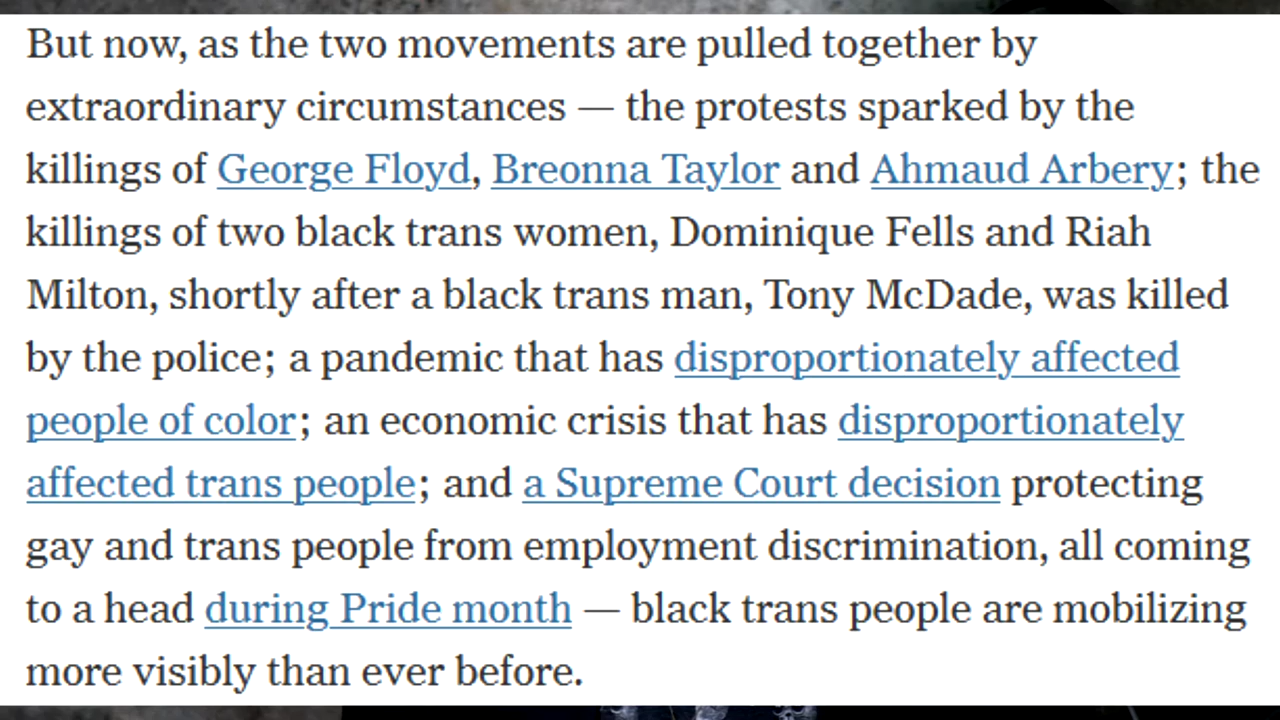 But now, as the two movements are pulled together by
extraordinary circumstances — the protests sparked by the
killings of George Floyd, Breonna Taylor and Ahmaud Arbery; the
killings of two black trans women, Dominique Fells and Riah
Milton, shortly after a black trans man, Tony McDade, was killed
by the police; a pandemic that has disproportionately affected
people of color; an economic crisis that has disproportionately
affected trans people; and a Supreme Court decision protecting
gay and trans people from employment discrimination, all coming
to a head during Pride month — black trans people are mobilizing
more visibly than ever before.